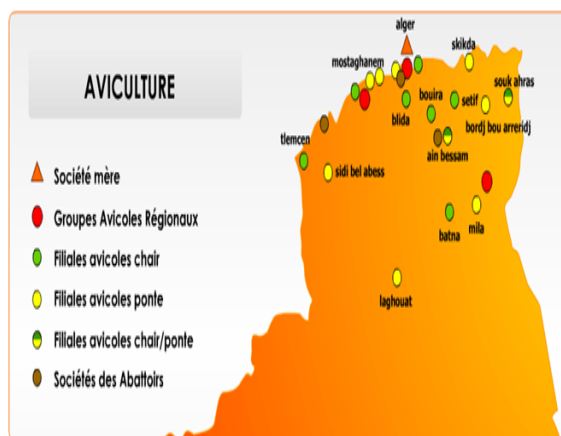 AVICULTURE
Société mère
Groupes Avicoles Régionaux
Filiales avicoles chair
Filiales avicoles ponte
Filiales avicoles chair/ponte
Sociétés des Abattoirs
alger
skikda
mostaghanem
souk ahras
bouira
setif
blida
bordj bou arreridj
ain bessam
tlemcen
sidi bel abess
batna
mila
laghouat